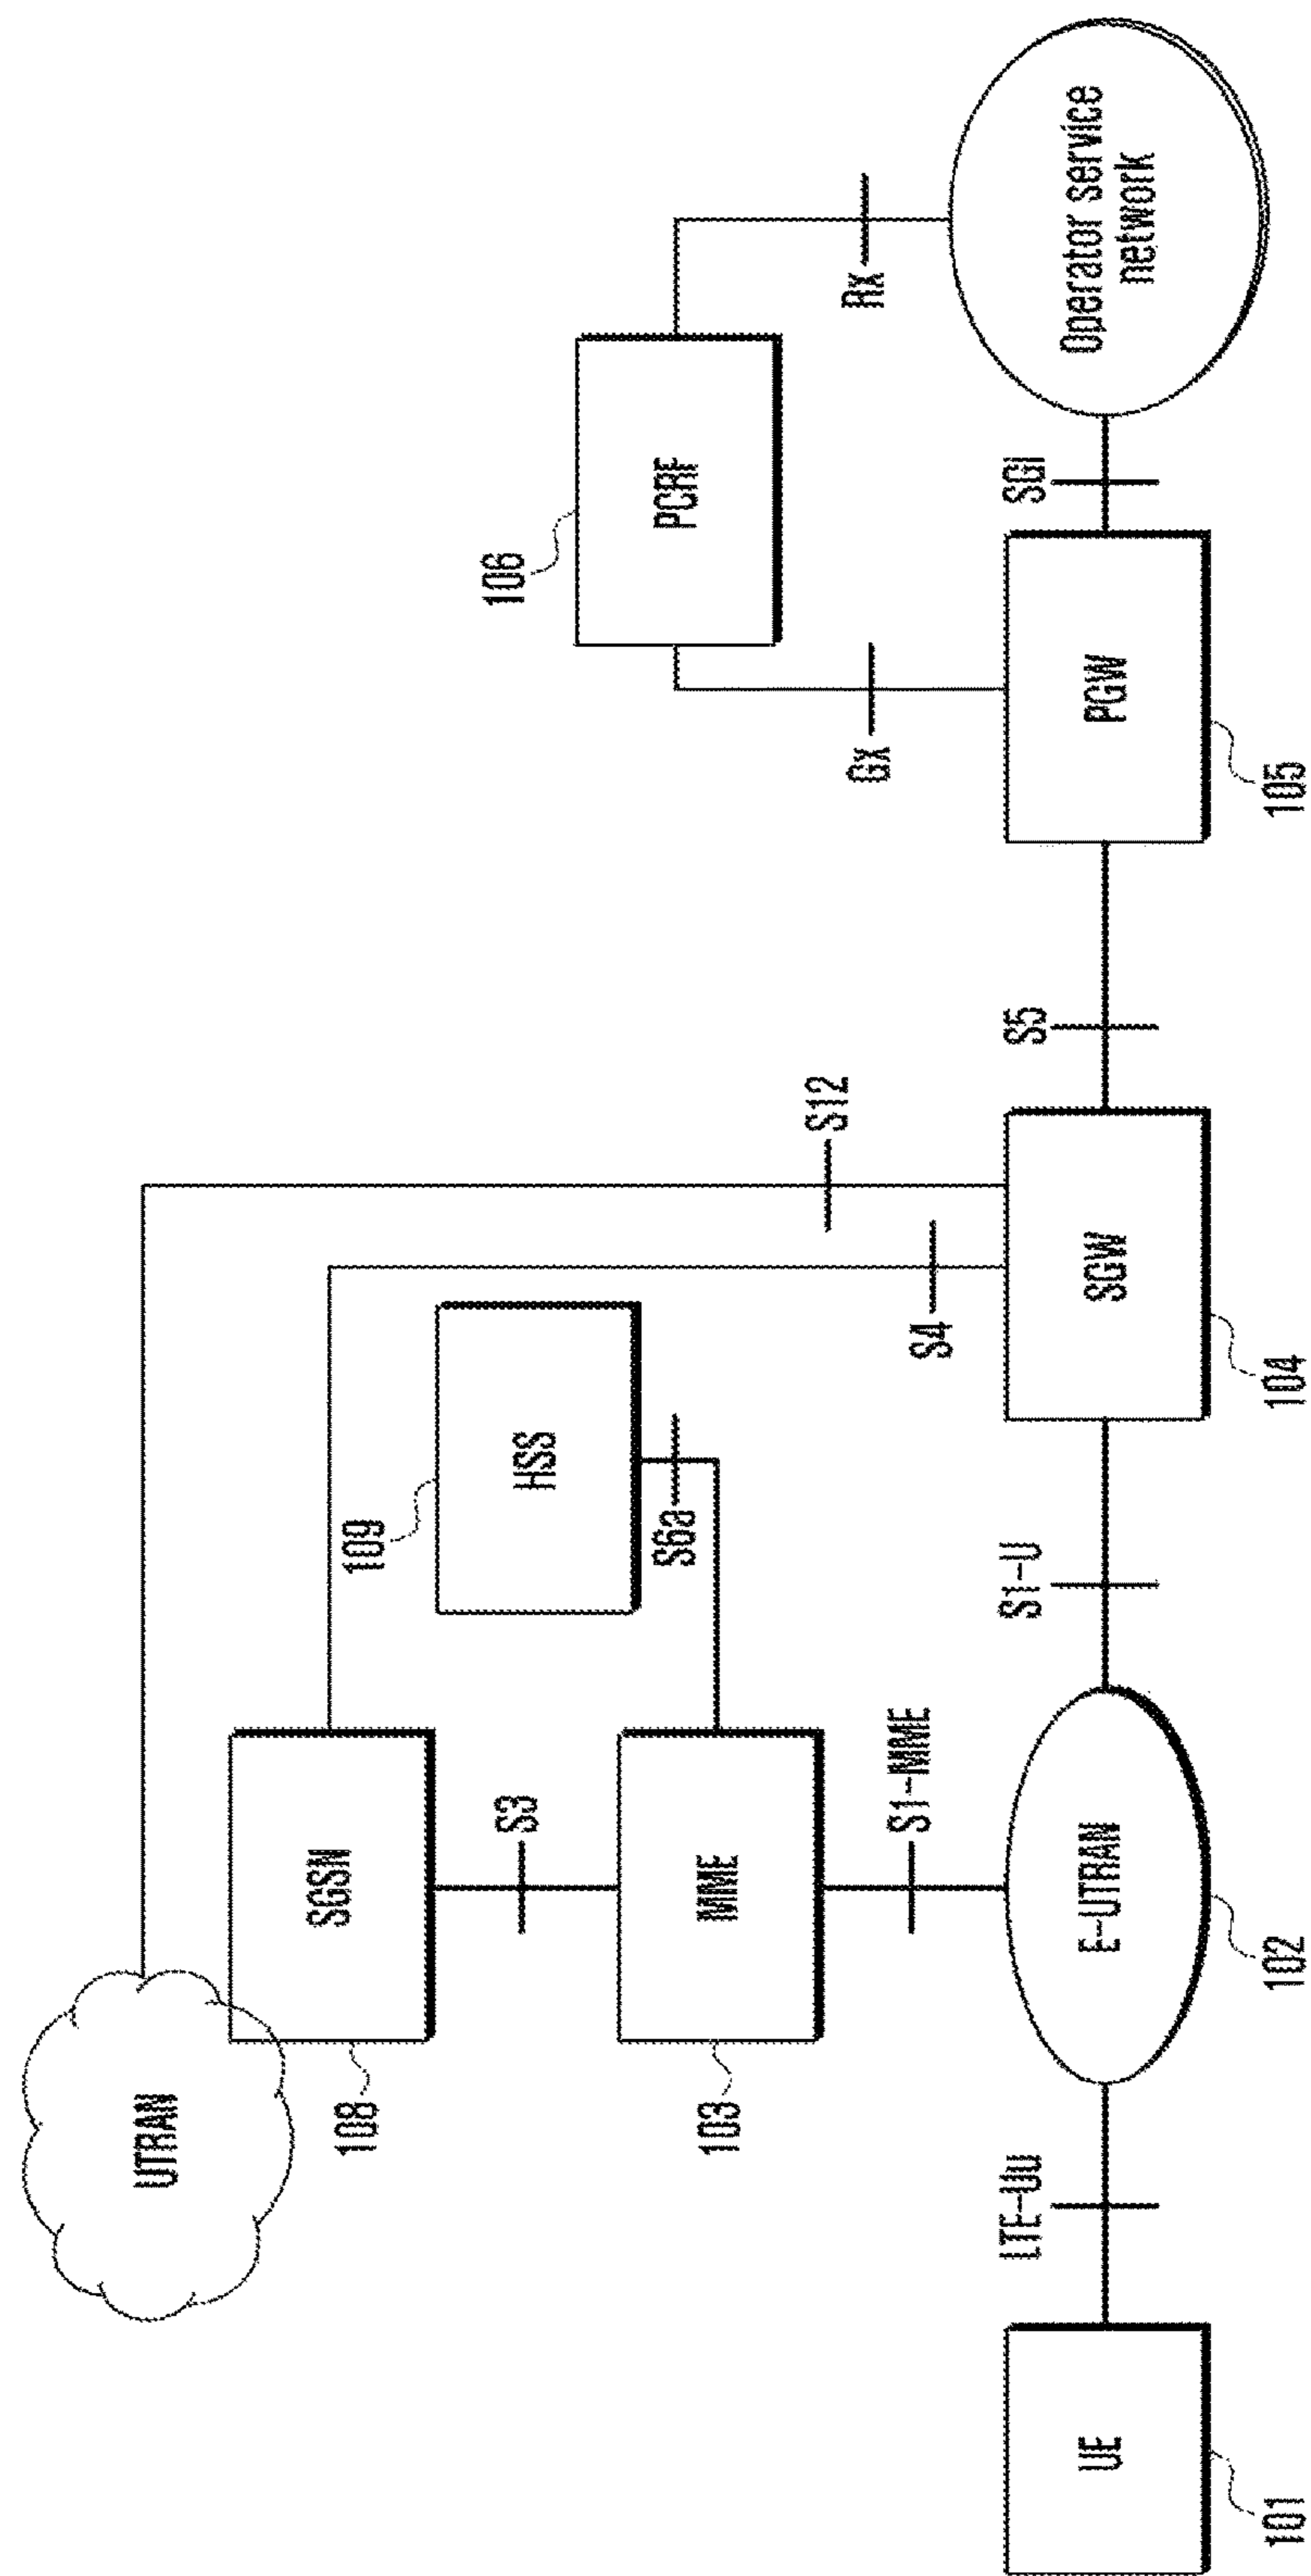 UTRAN
SGSN
108
HSS
109
S3
S6a
MME
103
S12
S4
S1-MME
106
PCRF
Gx
Rx
UE
101
LTE-Uu
E-UTRAN
102
S1-U
SGW
104
S5
PGW
105
SGI
Operator service
network